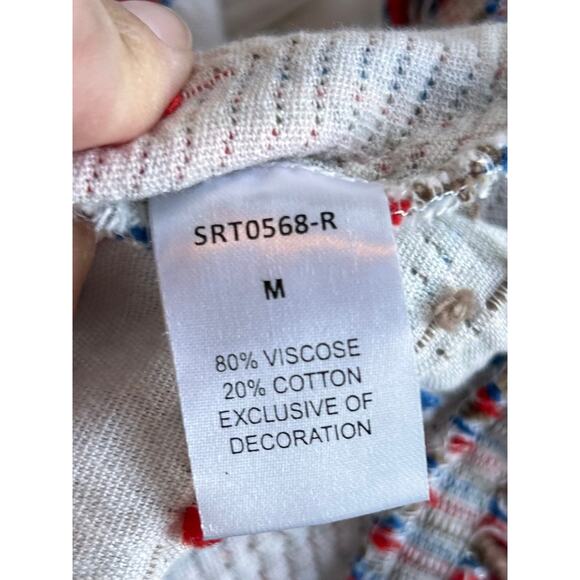 SRT0568-R
M
80% VISCOSE
20% COTTON
EXCLUSIVE OF
DECORATION